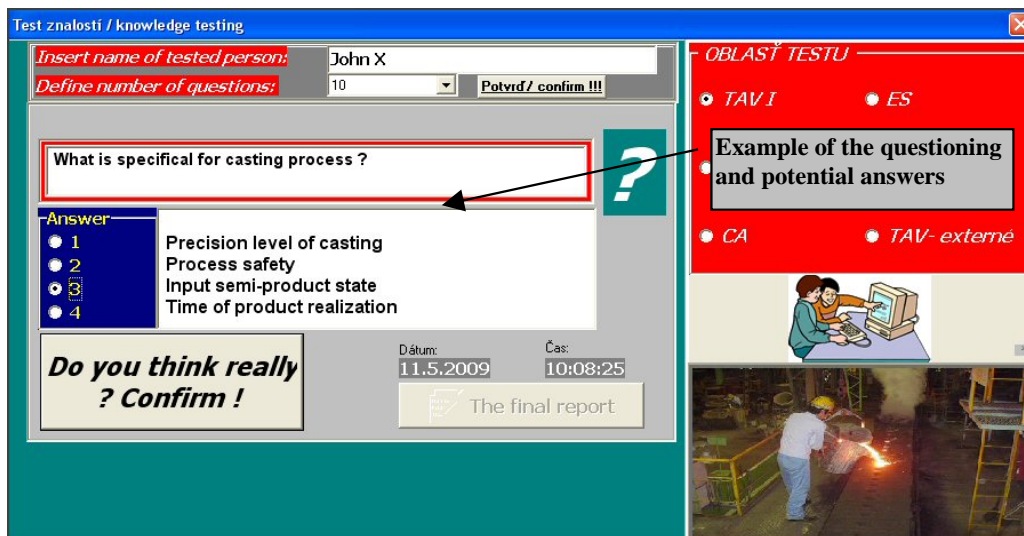 Test znalostí / knowledge testing
Insert name of tested person:
John X
Define number of questions:
10
Potvrď / confirm !!!
What is specifical for casting process ?
?
Answer
1
Precision level of casting
2
Process safety
3
Input semi-product state
4
Time of product realization
Do you think really
? Confirm !
Dátum:
11.5.2009
Čas:
10:08:25
The final report
OBLASŤ TESTU
TAV I
ES
Example of the questioning
and potential answers
CA
TAV- externé